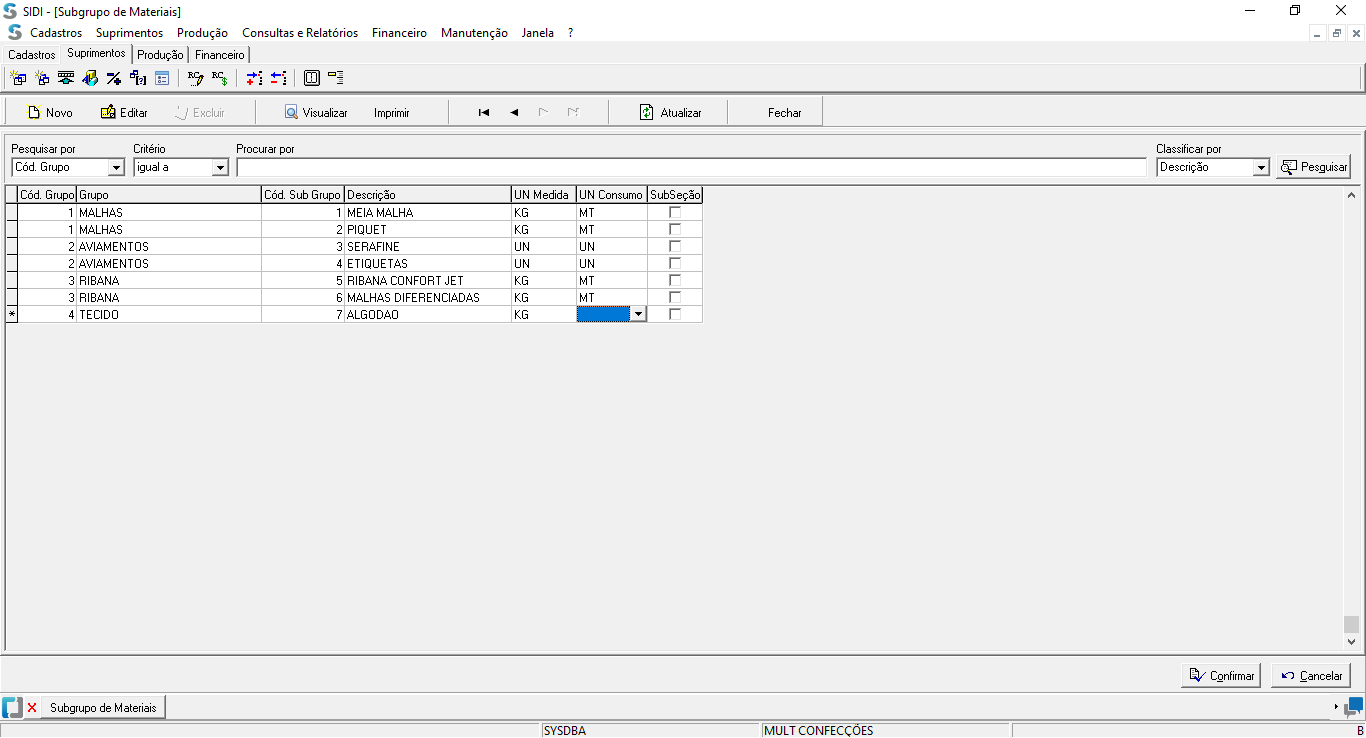 SIDI - [Subgrupo de Materiais]
Cadastros Suprimentos Produção Consultas e Relatórios Financeiro Manutenção Janela ?
Cadastros Suprimentos Produção Financeiro
Novo Editar Excluir Visualizar Imprimir Atualizar Fechar
Pesquisar por Critério Procurar por Classificar por
Cód. Grupo igual a Descrição Pesquisar
Cód. Grupo Grupo Cód. Sub Grupo Descrição UN Medida UN Consumo SubSeção
1 MALHAS 1 MEIA MALHA KG MT
1 MALHAS 2 PIQUET KG MT
2 AVIAMENTOS 3 SERAFINE UN UN
2 AVIAMENTOS 4 ETIQUETAS UN UN
3 RIBANA 5 RIBANA CONFORT JET KG MT
3 RIBANA 6 MALHAS DIFERENCIADAS KG MT
* 4 TECIDO 7 ALGODAO KG
Confirmar Cancelar
Subgrupo de Materiais
SYSDBA MULT CONFECÇÕES B